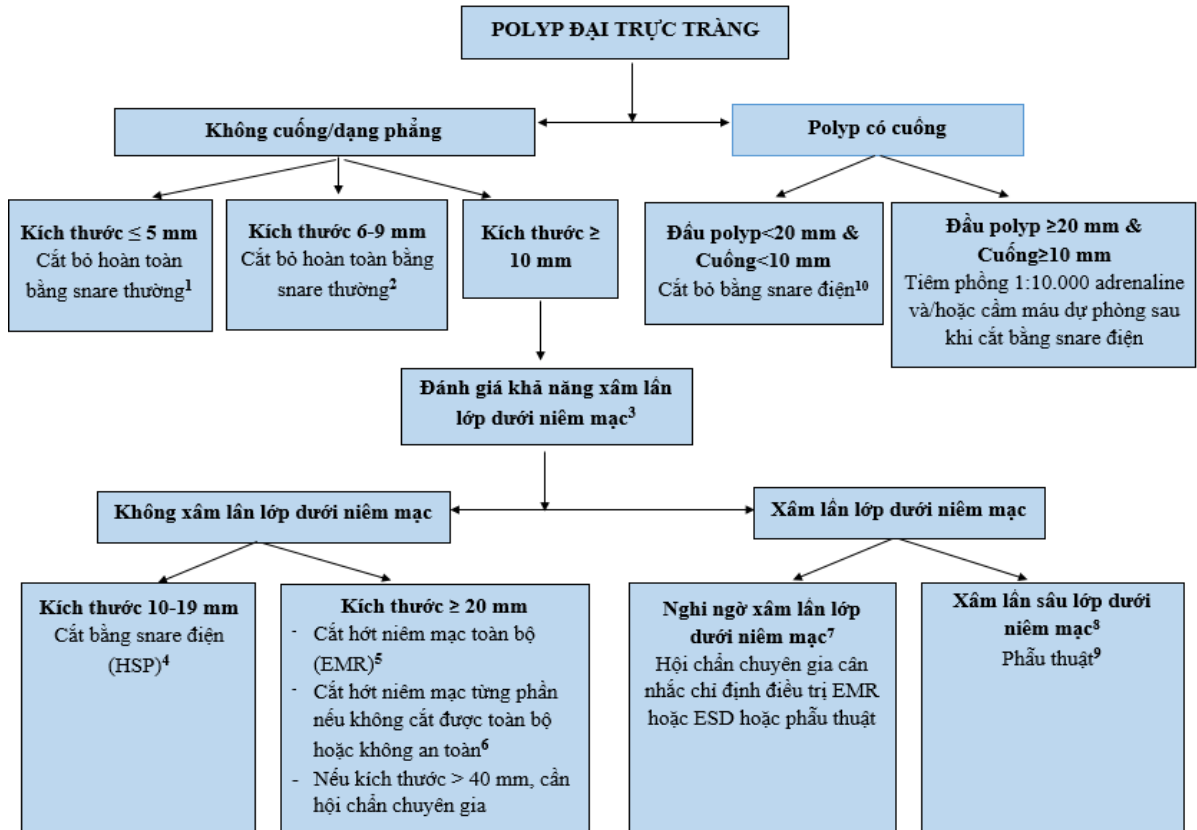 POLYP ĐẠI TRỰC TRÀNG
Không cuống/dạng phẳng
Polyp có cuống
Kích thước ≤ 5 mm
Cắt bỏ hoàn toàn
bằng snare thường¹
Kích thước 6-9 mm
Cắt bỏ hoàn toàn bằng
snare thường²
Kích thước ≥
10 mm
Đầu polyp<20 mm &
Cuống<10 mm
Cắt bỏ bằng snare điện¹⁰
Đầu polyp ≥20 mm &
Cuống≥10 mm
Tiêm phồng 1:10.000 adrenaline
và/hoặc cầm máu dự phòng sau
khi cắt bằng snare điện
Đánh giá khả năng xâm lấn
lớp dưới niêm mạc³
Không xâm lấn lớp dưới niêm mạc
Xâm lấn lớp dưới niêm mạc
Kích thước 10-19 mm
Cắt bằng snare điện
(HSP)⁴
Kích thước ≥ 20 mm
- Cắt hớt niêm mạc toàn bộ
(EMR)⁵
- Cắt hớt niêm mạc từng phần
nếu không cắt được toàn bộ
hoặc không an toàn⁶
- Nếu kích thước > 40 mm, cần
hội chẩn chuyên gia
Nghi ngờ xâm lấn lớp
dưới niêm mạc⁷
Hội chẩn chuyên gia cân
nhắc chỉ định điều trị EMR
hoặc ESD hoặc phẫu thuật
Xâm lấn sâu lớp dưới
niêm mạc⁸
Phẫu thuật⁹